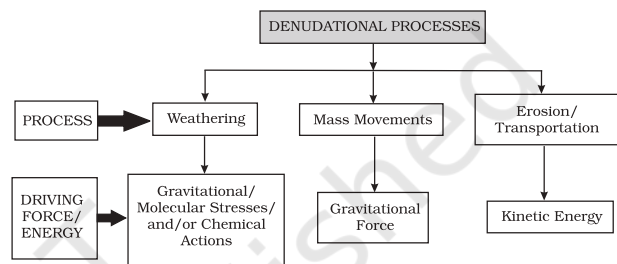 DENUDATIONAL PROCESSES
PROCESS
Weathering
Mass Movements
Erosion/
Transportation
DRIVING
FORCE/
ENERGY
Gravitational/
Molecular Stresses/
and/or Chemical
Actions
Gravitational
Force
Kinetic Energy